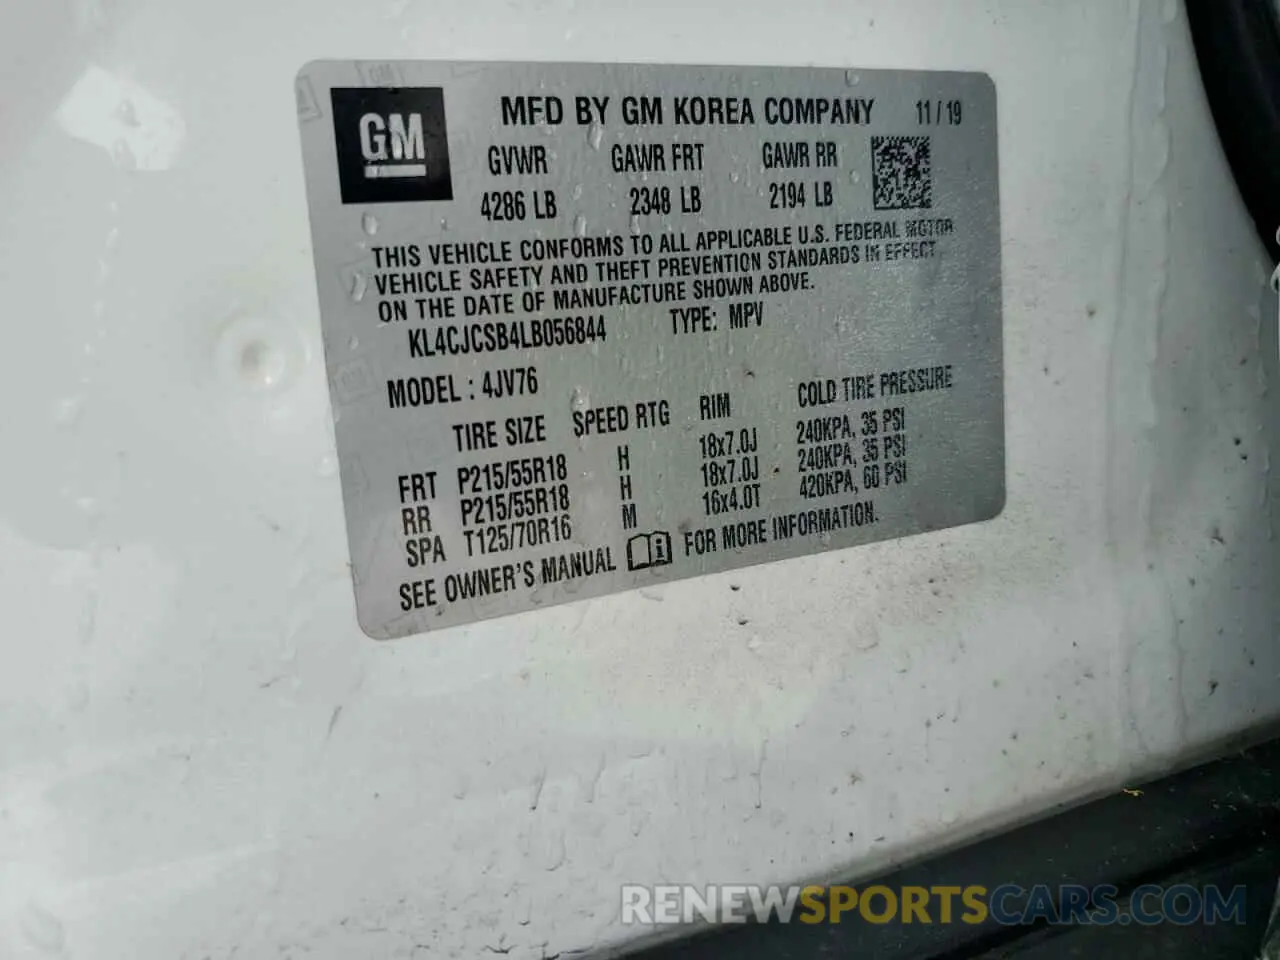 GM
MFD BY GM KOREA COMPANY 11 / 19
GVWR GAWR FRT GAWR RR
4286 LB 2348 LB 2194 LB
THIS VEHICLE CONFORMS TO ALL APPLICABLE U.S. FEDERAL MOTOR
VEHICLE SAFETY AND THEFT PREVENTION STANDARDS IN EFFECT
ON THE DATE OF MANUFACTURE SHOWN ABOVE.
KL4CJCSB4LB056844 TYPE: MPV
MODEL : 4JV76
TIRE SIZE SPEED RTG RIM COLD TIRE PRESSURE
FRT P215/55R18 H 18x7.0J 240KPA, 35 PSI
RR P215/55R18 H 18x7.0J 240KPA, 35 PSI
SPA T125/70R16 M 16x4.0T 420KPA, 60 PSI
SEE OWNER'S MANUAL FOR MORE INFORMATION.
RENEWSPORTSCARS.COM